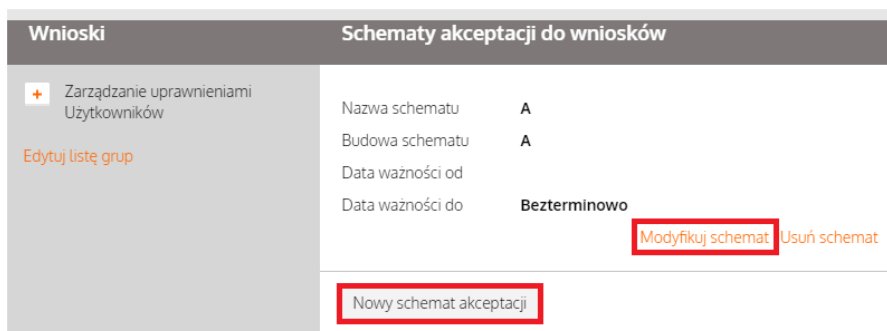 Wnioski
Schematy akceptacji do wniosków
+ Zarządzanie uprawnieniami
Użytkowników
Edytuj listę grup
Nazwa schematu A
Budowa schematu A
Data ważności od
Data ważności do Bezterminowo
Modyfikuj schemat Usuń schemat
Nowy schemat akceptacji